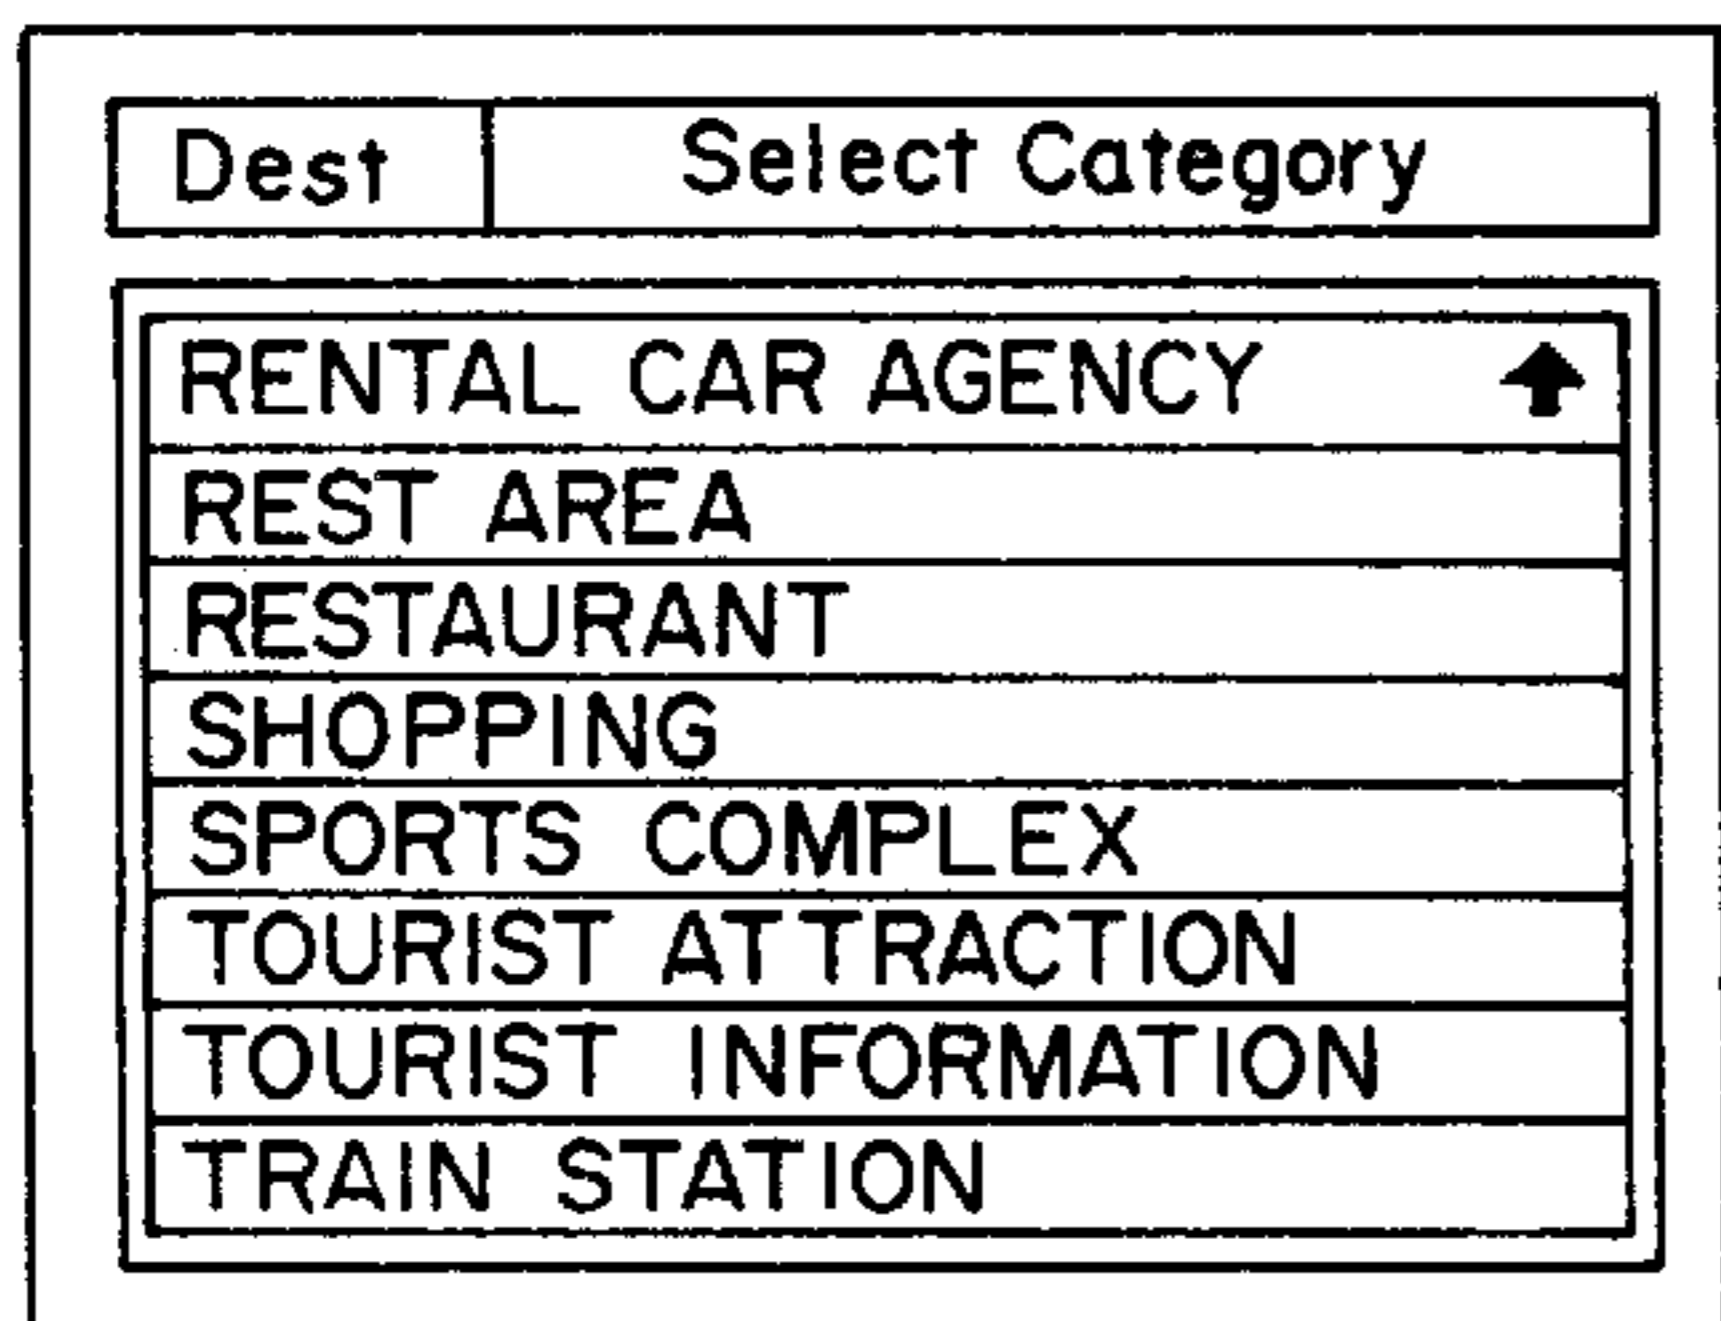 Dest Select Category
RENTAL CAR AGENCY
REST AREA
RESTAURANT
SHOPPING
SPORTS COMPLEX
TOURIST ATTRACTION
TOURIST INFORMATION
TRAIN STATION